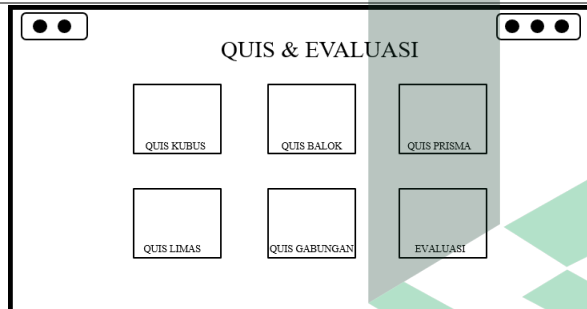 QUIS & EVALUASI
QUIS KUBUS
QUIS BALOK
QUIS PRISMA
QUIS LIMAS
QUIS GABUNGAN
EVALUASI